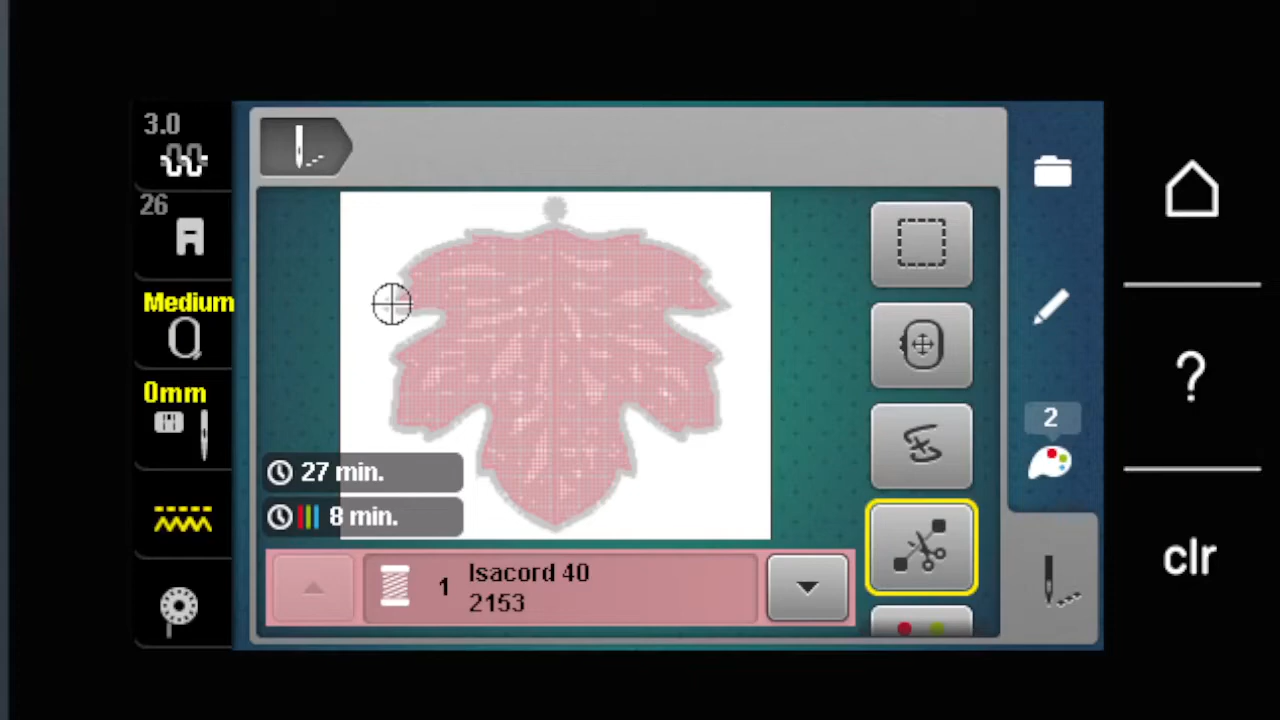 3.0
26
Medium
0mm
27 min.
8 min.
1 Isacord 40
2153
2
?
clr